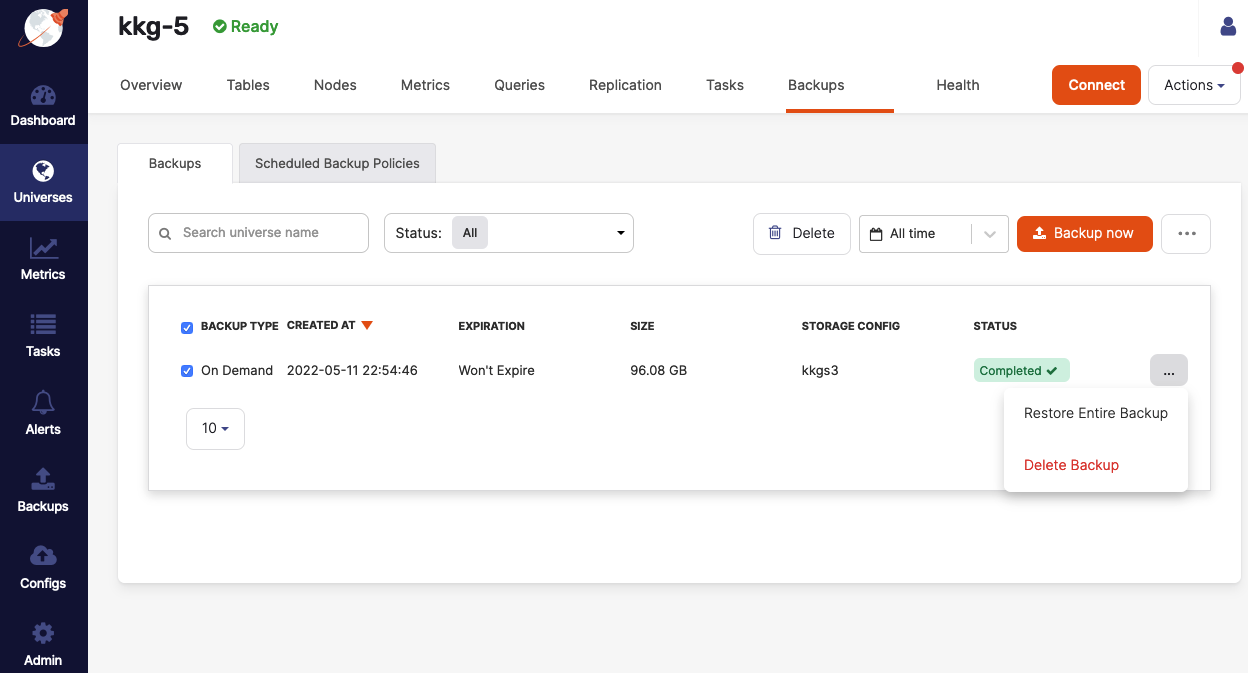 kkg-5 Ready
Overview Tables Nodes Metrics Queries Replication Tasks Backups Health Connect Actions
Dashboard
Universes
Metrics
Tasks
Alerts
Backups
Configs
Admin
Backups Scheduled Backup Policies
Search universe name Status: All Delete All time Backup now ...
BACKUP TYPE CREATED AT EXPIRATION SIZE STORAGE CONFIG STATUS
On Demand 2022-05-11 22:54:46 Won't Expire 96.08 GB kkgs3 Completed ...
Restore Entire Backup
Delete Backup
10